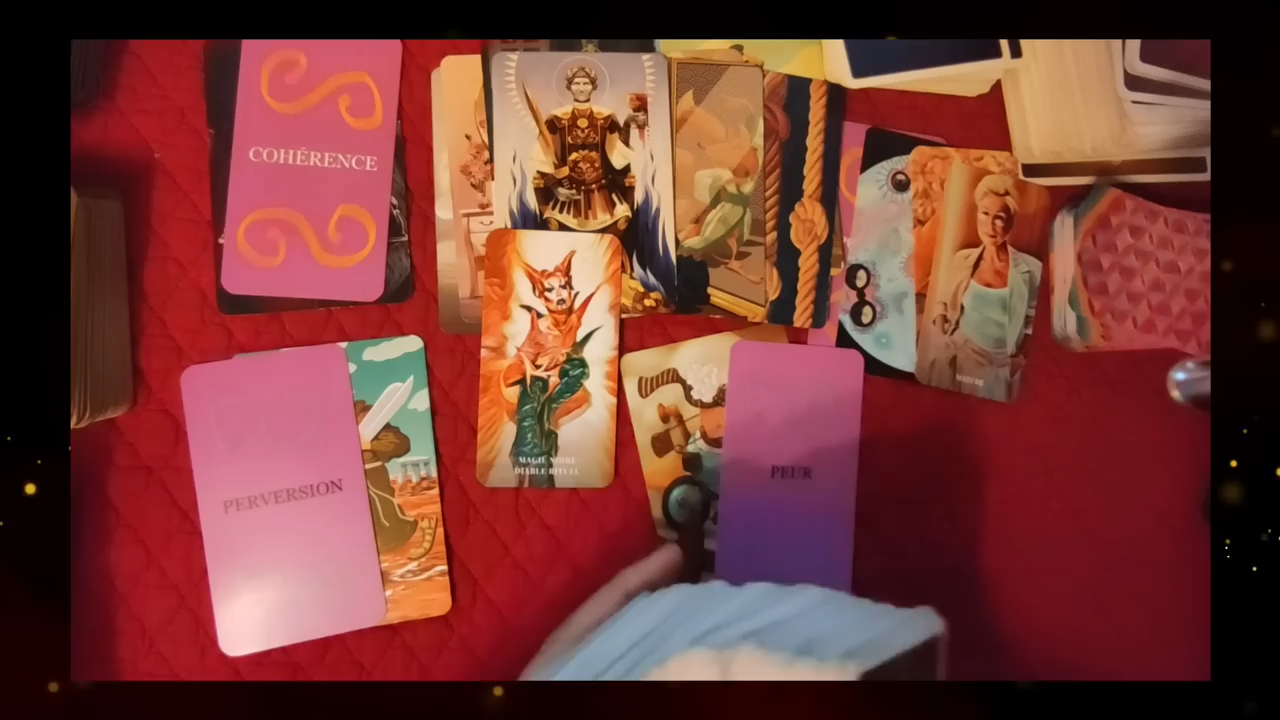 COHÉRENCE
MAGIE NOIRE
DIABLE RITUEL
PERVERSION
PEUR